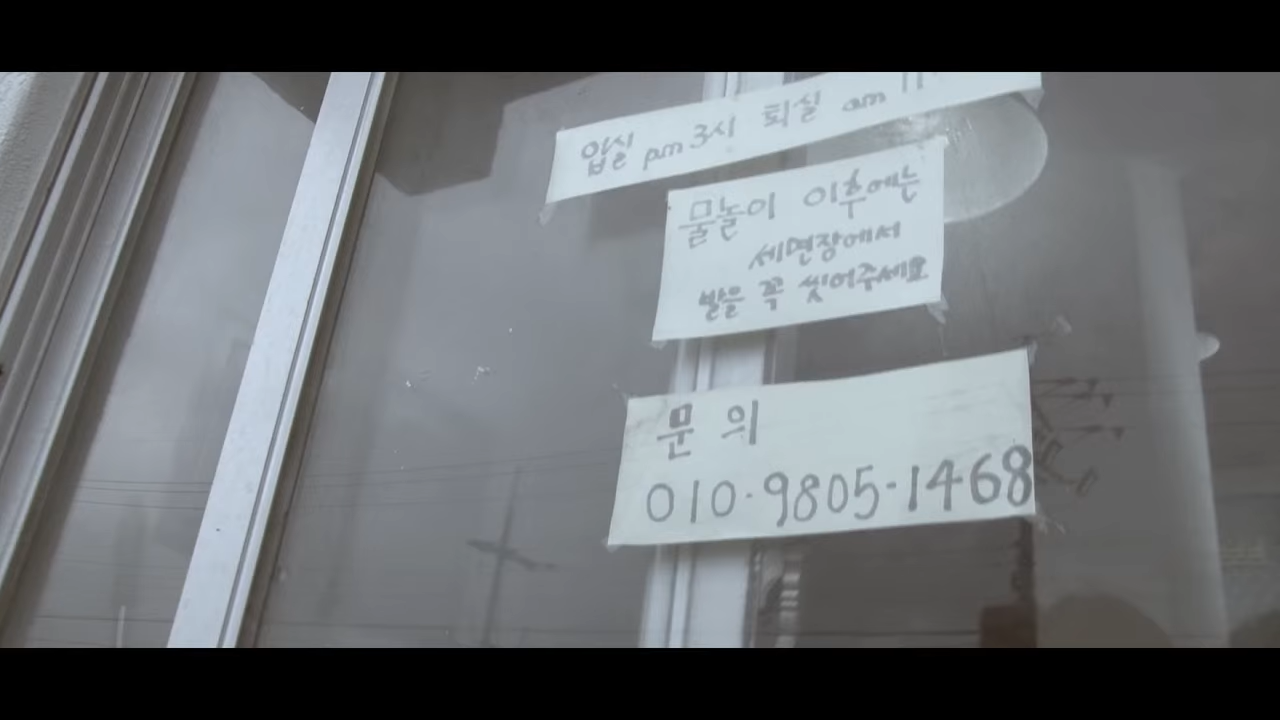 입실 pm 3시 퇴실 am 11
물놀이 이후에는
세면장에서
발을 꼭 씻어주세요
문의
010-9805-1468